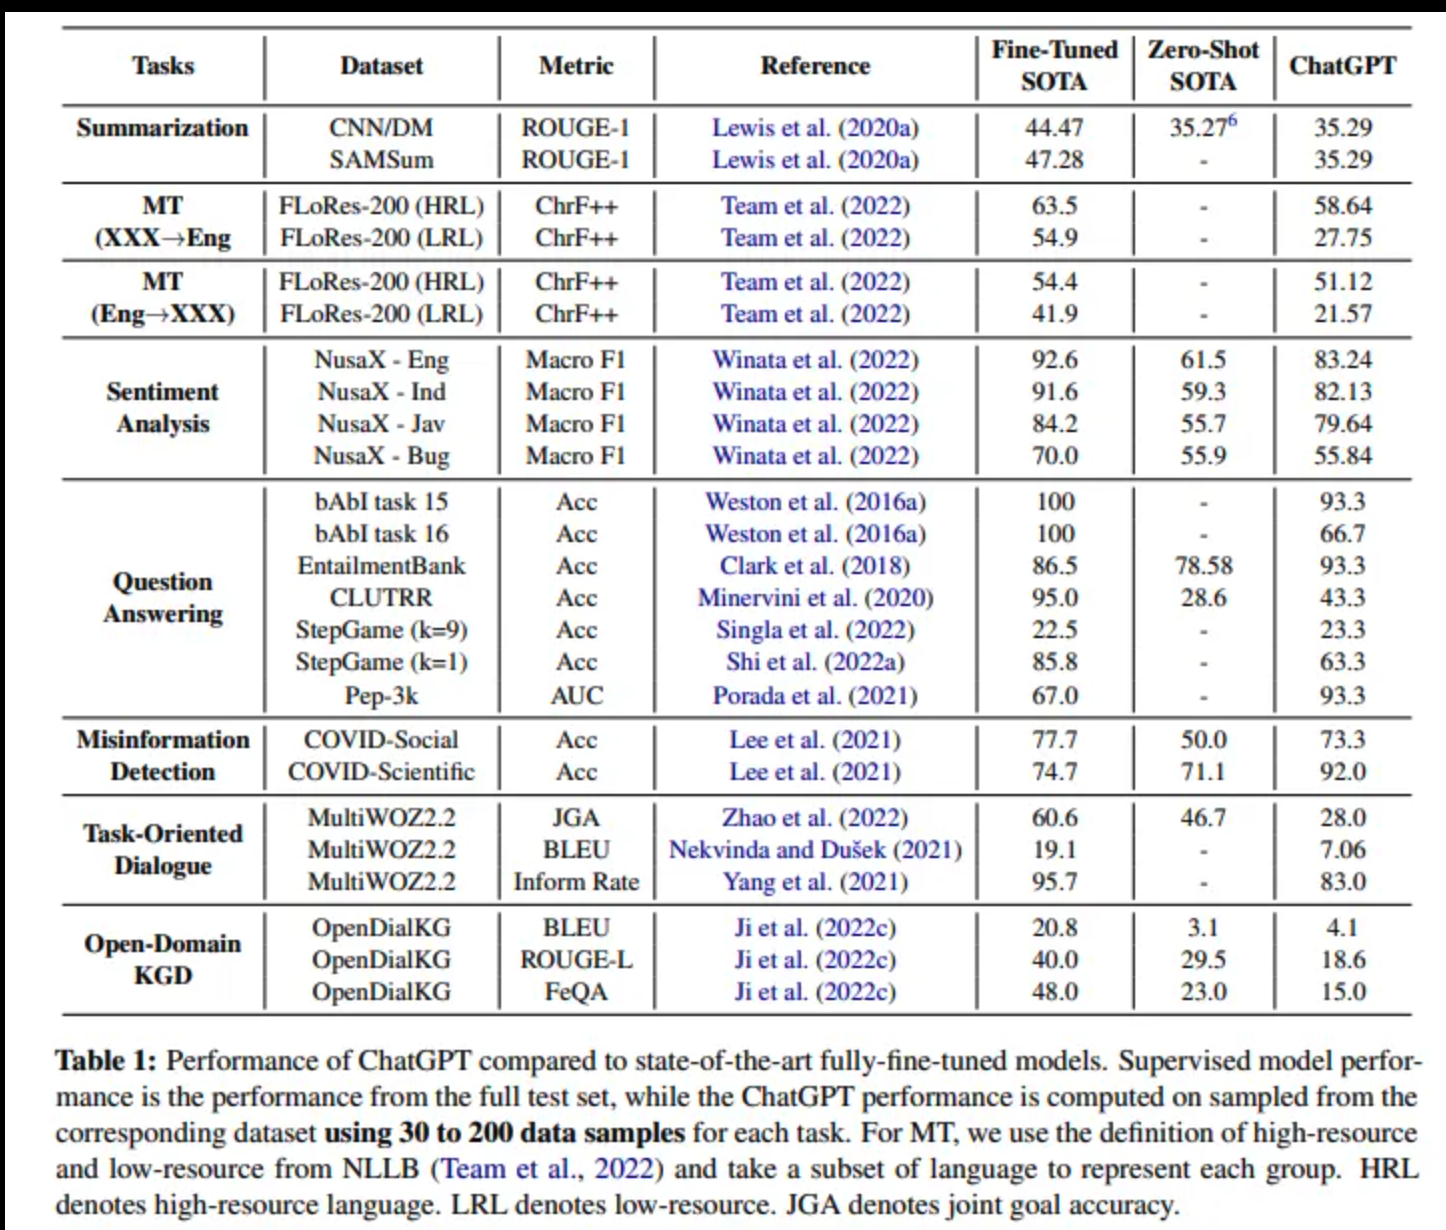 Tasks Dataset Metric Reference Fine-Tuned SOTA Zero-Shot SOTA ChatGPT
Summarization CNN/DM ROUGE-1 Lewis et al. (2020a) 44.47 35.27⁶ 35.29
SAMSum ROUGE-1 Lewis et al. (2020a) 47.28 - 35.29
MT FLoRes-200 (HRL) ChrF++ Team et al. (2022) 63.5 - 58.64
(XXX→Eng FLoRes-200 (LRL) ChrF++ Team et al. (2022) 54.9 - 27.75
MT FLoRes-200 (HRL) ChrF++ Team et al. (2022) 54.4 - 51.12
(Eng→XXX) FLoRes-200 (LRL) ChrF++ Team et al. (2022) 41.9 - 21.57
Sentiment Analysis NusaX - Eng Macro F1 Winata et al. (2022) 92.6 61.5 83.24
NusaX - Ind Macro F1 Winata et al. (2022) 91.6 59.3 82.13
NusaX - Jav Macro F1 Winata et al. (2022) 84.2 55.7 79.64
NusaX - Bug Macro F1 Winata et al. (2022) 70.0 55.9 55.84
Question Answering bAbI task 15 Acc Weston et al. (2016a) 100 - 93.3
bAbI task 16 Acc Weston et al. (2016a) 100 - 66.7
EntailmentBank Acc Clark et al. (2018) 86.5 78.58 93.3
CLUTRR Acc Minervini et al. (2020) 95.0 28.6 43.3
StepGame (k=9) Acc Singla et al. (2022) 22.5 - 23.3
StepGame (k=1) Acc Shi et al. (2022a) 85.8 - 63.3
Pep-3k AUC Porada et al. (2021) 67.0 - 93.3
Misinformation COVID-Social Acc Lee et al. (2021) 77.7 50.0 73.3
Detection COVID-Scientific Acc Lee et al. (2021) 74.7 71.1 92.0
Task-Oriented Dialogue MultiWOZ2.2 JGA Zhao et al. (2022) 60.6 46.7 28.0
MultiWOZ2.2 BLEU Nekvinda and Dušek (2021) 19.1 - 7.06
MultiWOZ2.2 Inform Rate Yang et al. (2021) 95.7 - 83.0
Open-Domain KGD OpenDialKG BLEU Ji et al. (2022c) 20.8 3.1 4.1
OpenDialKG ROUGE-L Ji et al. (2022c) 40.0 29.5 18.6
OpenDialKG FeQA Ji et al. (2022c) 48.0 23.0 15.0
Table 1: Performance of ChatGPT compared to state-of-the-art fully-fine-tuned models. Supervised model perfor-
mance is the performance from the full test set, while the ChatGPT performance is computed on sampled from the
corresponding dataset using 30 to 200 data samples for each task. For MT, we use the definition of high-resource
and low-resource from NLLB (Team et al., 2022) and take a subset of language to represent each group. HRL
denotes high-resource language. LRL denotes low-resource. JGA denotes joint goal accuracy.